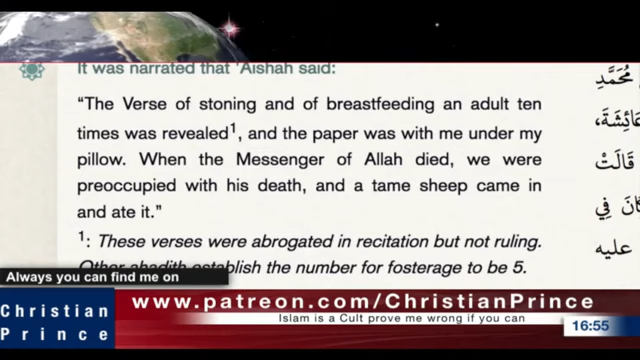 It was narrated that 'Aishah said:
“The Verse of stoning and of breastfeeding an adult ten
times was revealed¹, and the paper was with me under my
pillow. When the Messenger of Allah died, we were
preoccupied with his death, and a tame sheep came in
and ate it.”
¹: These verses were abrogated in recitation but not ruling.
Other ahadith establish the number for fosterage to be 5.
مُحَمَّدِ
عَائِشَةَ،
قَالَتْ
كَانَ فِي
عليه
Always you can find me on
Christian
Prince
www.patreon.com/ChristianPrince
Islam is a Cult prove me wrong if you can
16:55